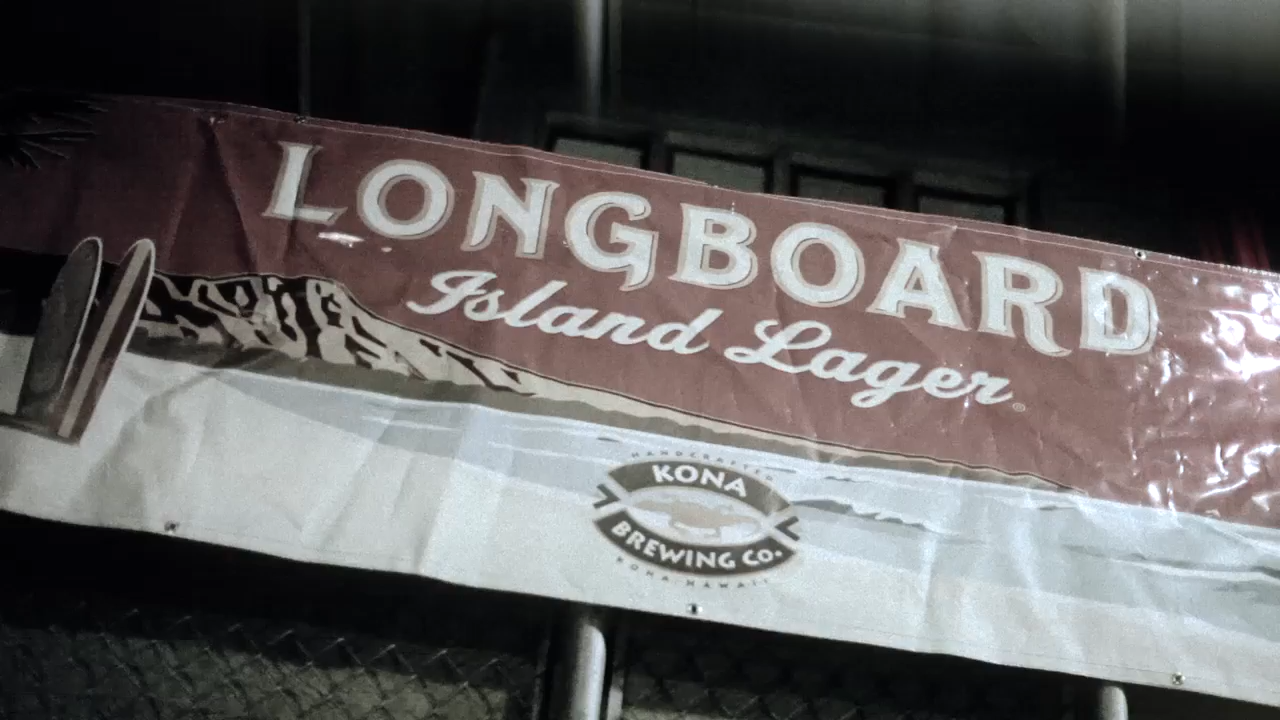 LONGBOARD
Island Lager®
HANDCRAFTED
KONA
BREWING CO.
KONA, HAWAII